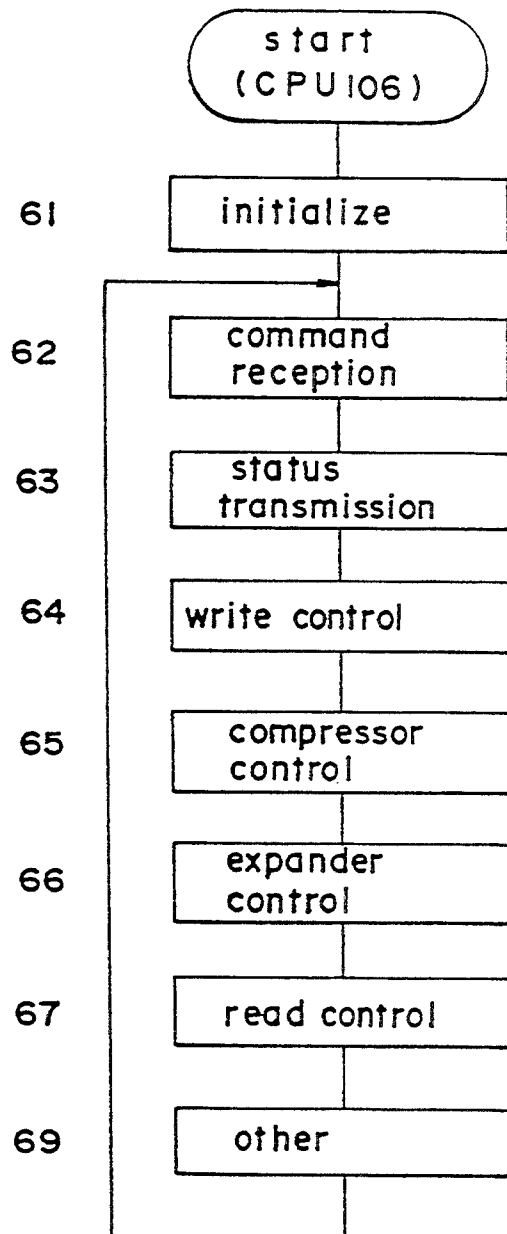 start
(CPU106)
61
initialize
62
command
reception
63
status
transmission
64
write control
65
compressor
control
66
expander
control
67
read control
69
other